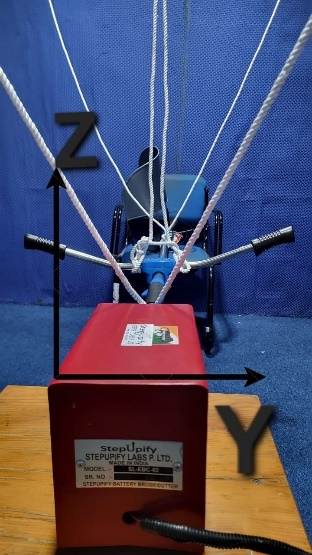 Z
Y
StepUpify
STEPUPIFY LABS P. LTD.
MADE IN INDIA
MODEL - SL-EBC-02
SR. NO -
STEPUPIFY BATTERY BRUSHCUTTER